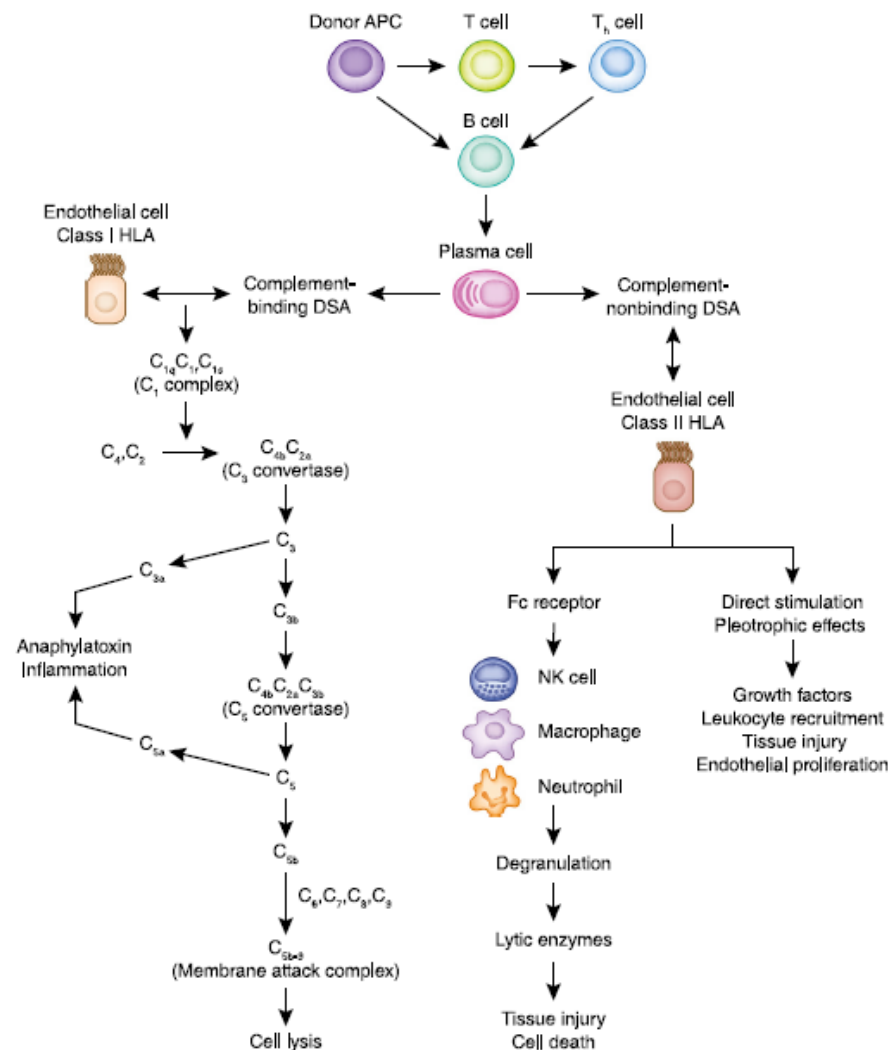 Donor APC
T cell
Tₕ cell
B cell
Endothelial cell
Class I HLA
Plasma cell
Complement-
binding DSA
Complement-
nonbinding DSA
C₁qC₁rC₁s
(C₁ complex)
Endothelial cell
Class II HLA
C₄,C₂
C₄bC₂a
(C₃ convertase)
C₃
C₃a
Fc receptor
Direct stimulation
Pleotrophic effects
C₃b
Anaphylatoxin
Inflammation
NK cell
C₄bC₂aC₃b
(C₅ convertase)
Growth factors
Leukocyte recruitment
Tissue injury
Endothelial proliferation
Macrophage
C₅a
C₅
Neutrophil
C₅b
Degranulation
C₆,C₇,C₈,C₉
Lytic enzymes
C₅b-₉
(Membrane attack complex)
Tissue injury
Cell death
Cell lysis